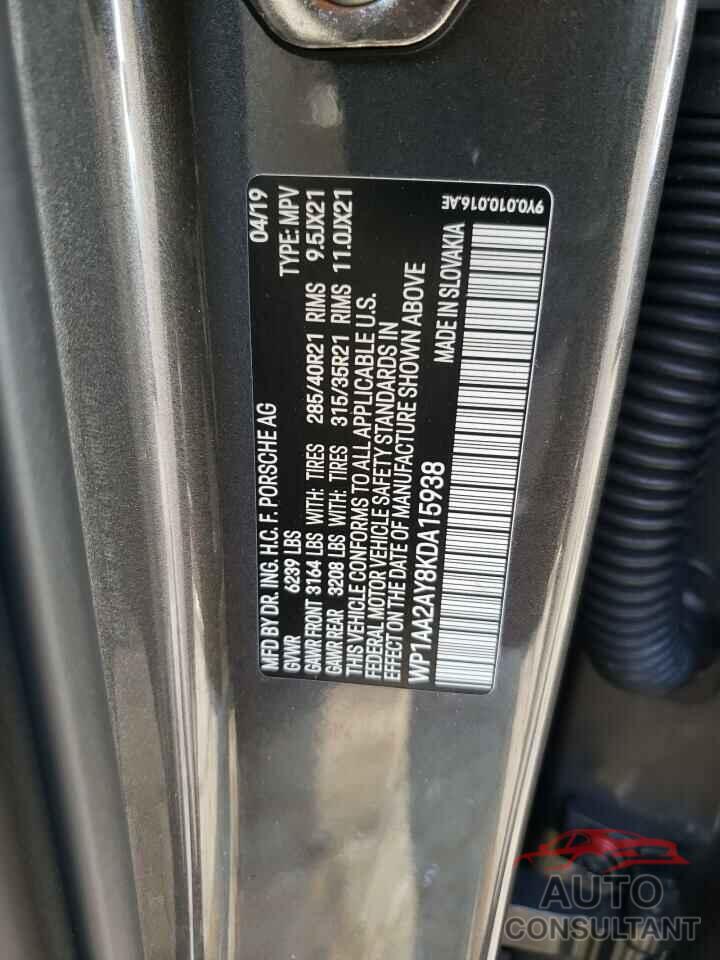 MFD BY DR. ING. H.C. F. PORSCHE AG 04/19
GVWR 6239 LBS TYPE: MPV
GAWR FRONT 3164 LBS WITH: TIRES 285/40R21 RIMS 9.5JX21
GAWR REAR 3208 LBS WITH: TIRES 315/35R21 RIMS 11.0JX21
THIS VEHICLE CONFORMS TO ALL APPLICABLE U.S.
FEDERAL MOTOR VEHICLE SAFETY STANDARDS IN
EFFECT ON THE DATE OF MANUFACTURE SHOWN ABOVE
WP1AA2AY8KDA15938 MADE IN SLOVAKIA
9Y0.010.016.AE
AUTO
CONSULTANT